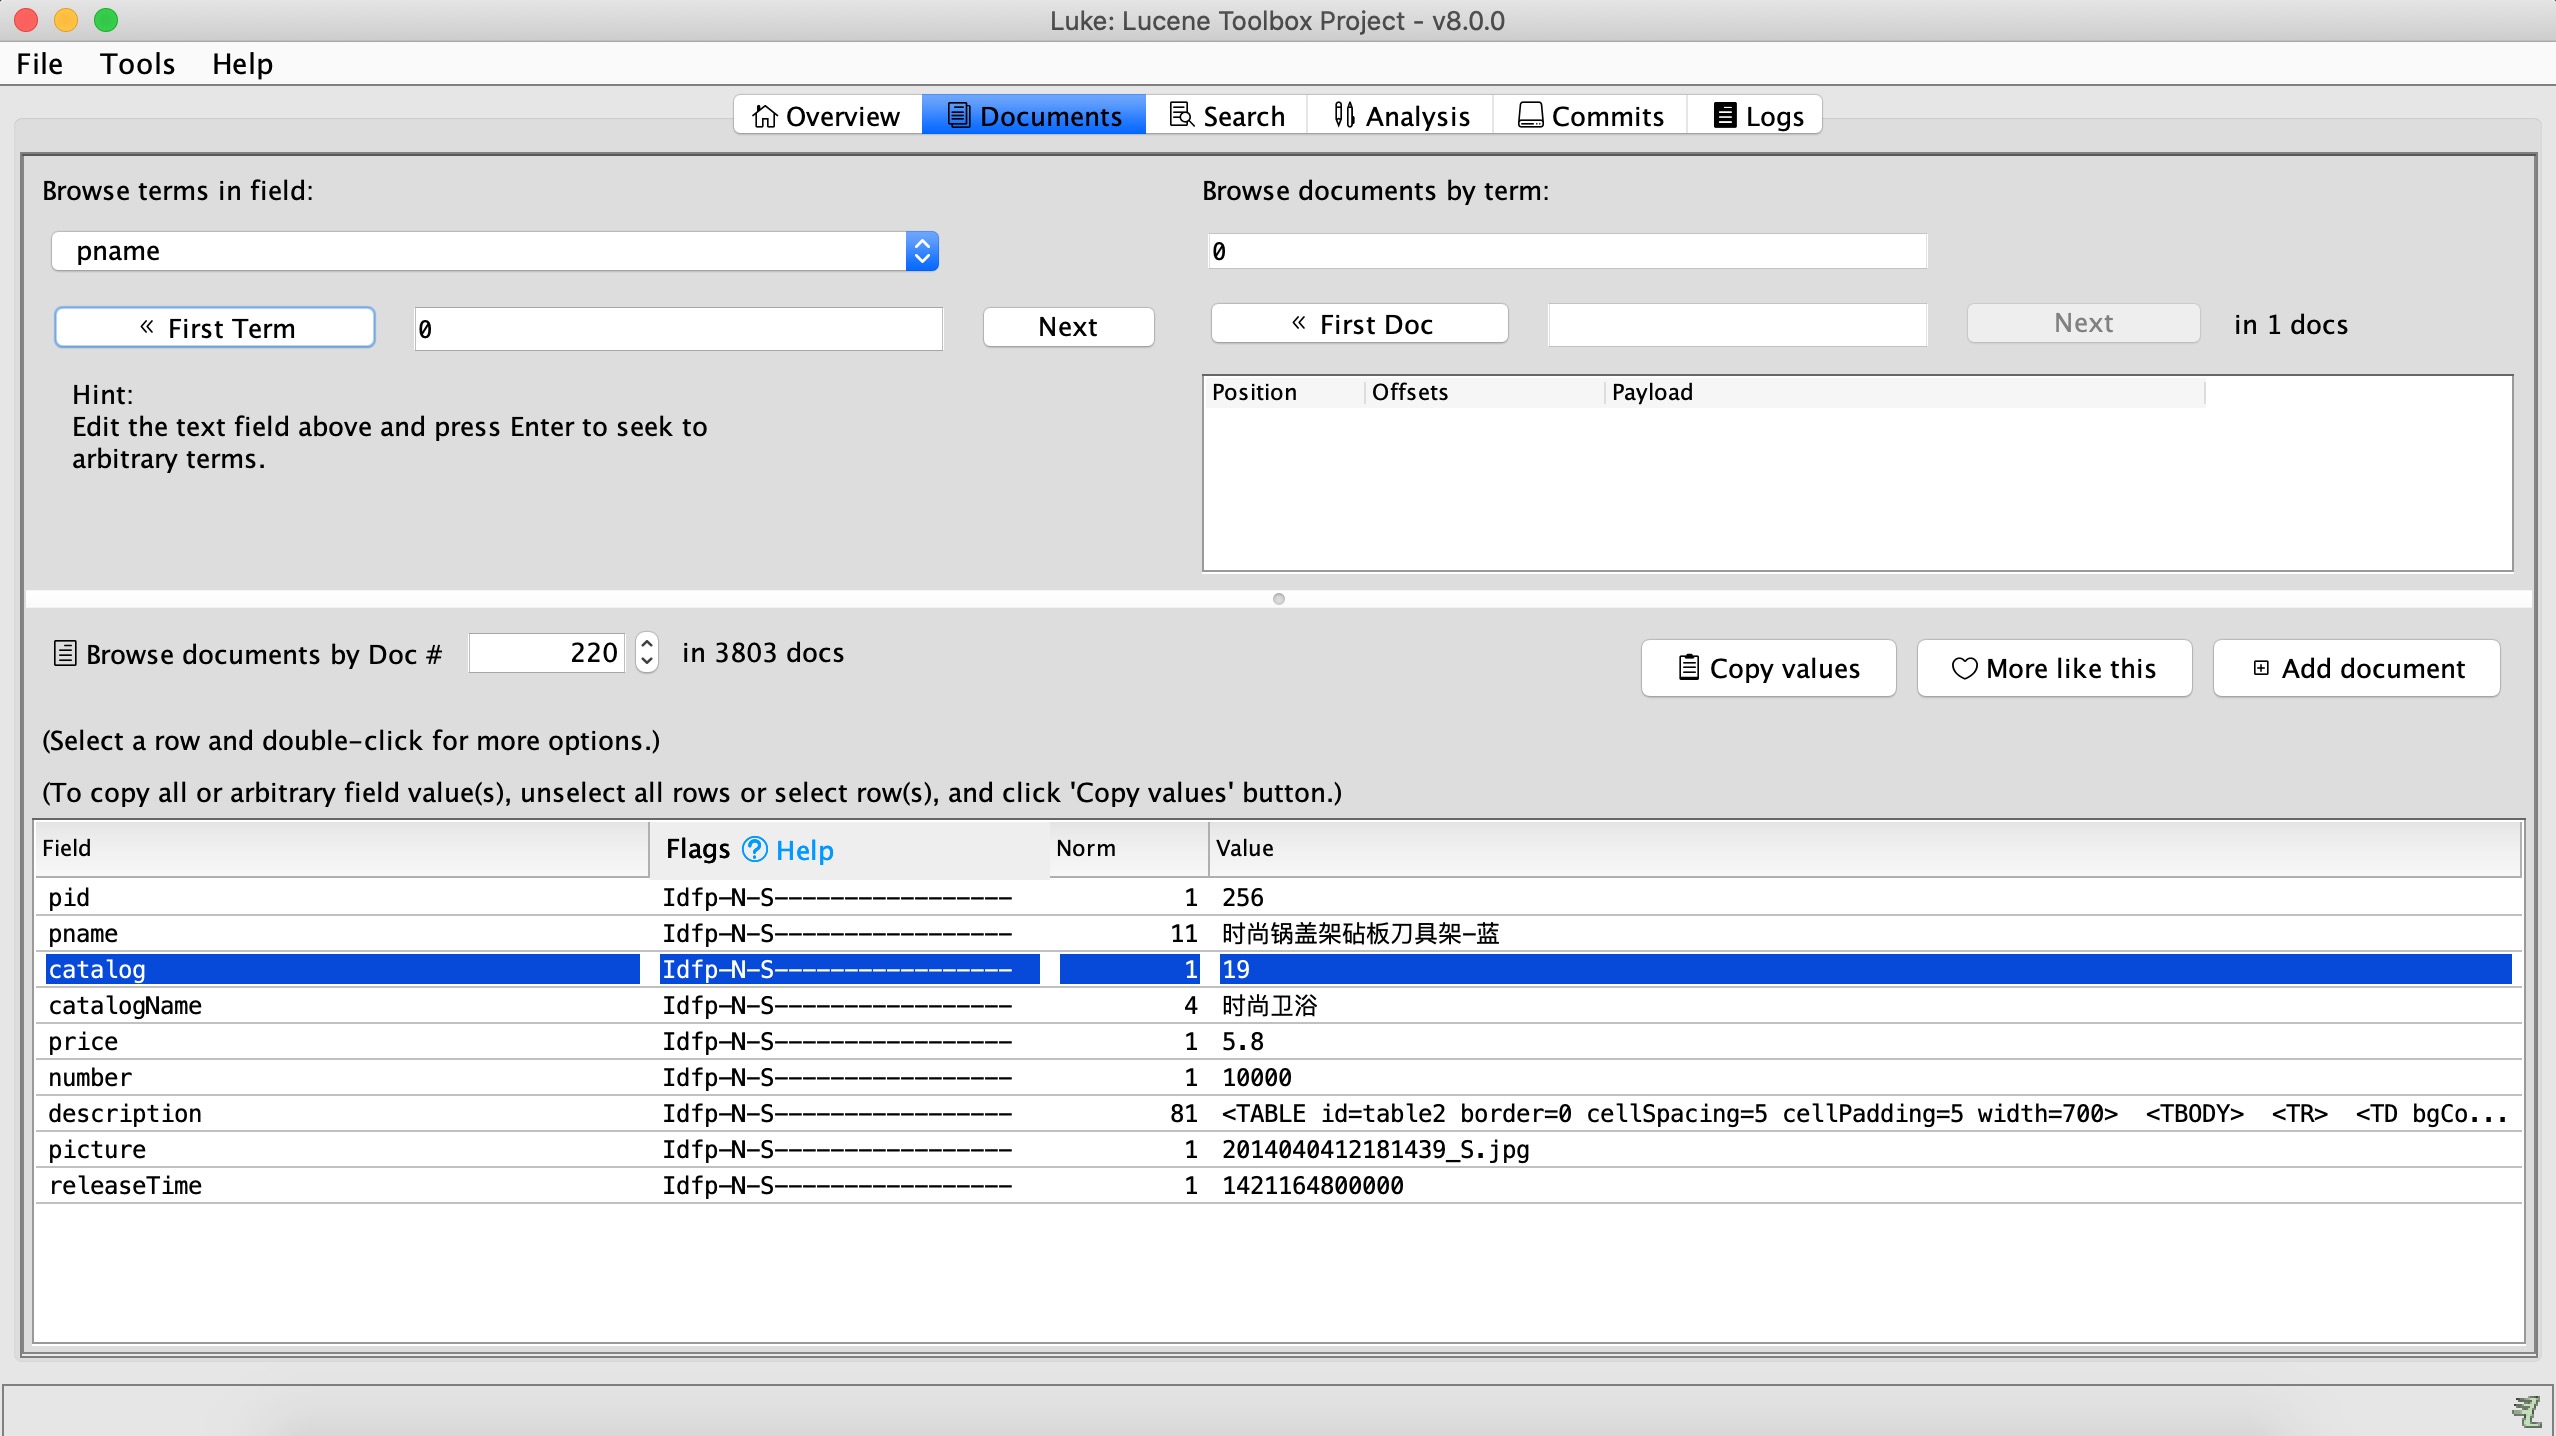 Luke: Lucene Toolbox Project - v8.0.0
File Tools Help
Overview Documents Search Analysis Commits Logs
Browse terms in field:
pname
« First Term 0 Next
Hint:
Edit the text field above and press Enter to seek to
arbitrary terms.
Browse documents by term:
0
« First Doc Next in 1 docs
Position Offsets Payload
Browse documents by Doc # 220 in 3803 docs
Copy values More like this Add document
(Select a row and double-click for more options.)
(To copy all or arbitrary field value(s), unselect all rows or select row(s), and click 'Copy values' button.)
Field Flags ? Help Norm Value
pid Idfp-N-S----------------- 1 256
pname Idfp-N-S----------------- 11 时尚锅盖架砧板刀具架-蓝
catalog Idfp-N-S----------------- 1 19
catalogName Idfp-N-S----------------- 4 时尚卫浴
price Idfp-N-S----------------- 1 5.8
number Idfp-N-S----------------- 1 10000
description Idfp-N-S----------------- 81 <TABLE id=table2 border=0 cellSpacing=5 cellPadding=5 width=700> <TBODY> <TR> <TD bgCo...
picture Idfp-N-S----------------- 1 2014040412181439_S.jpg
releaseTime Idfp-N-S----------------- 1 1421164800000